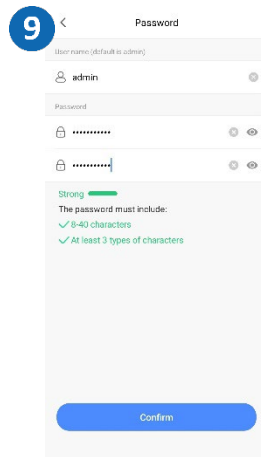 9
Password
User name (default is admin)
admin
Password
•••••••••••
•••••••••••
Strong
The password must include:
8-40 characters
At least 3 types of characters
Confirm